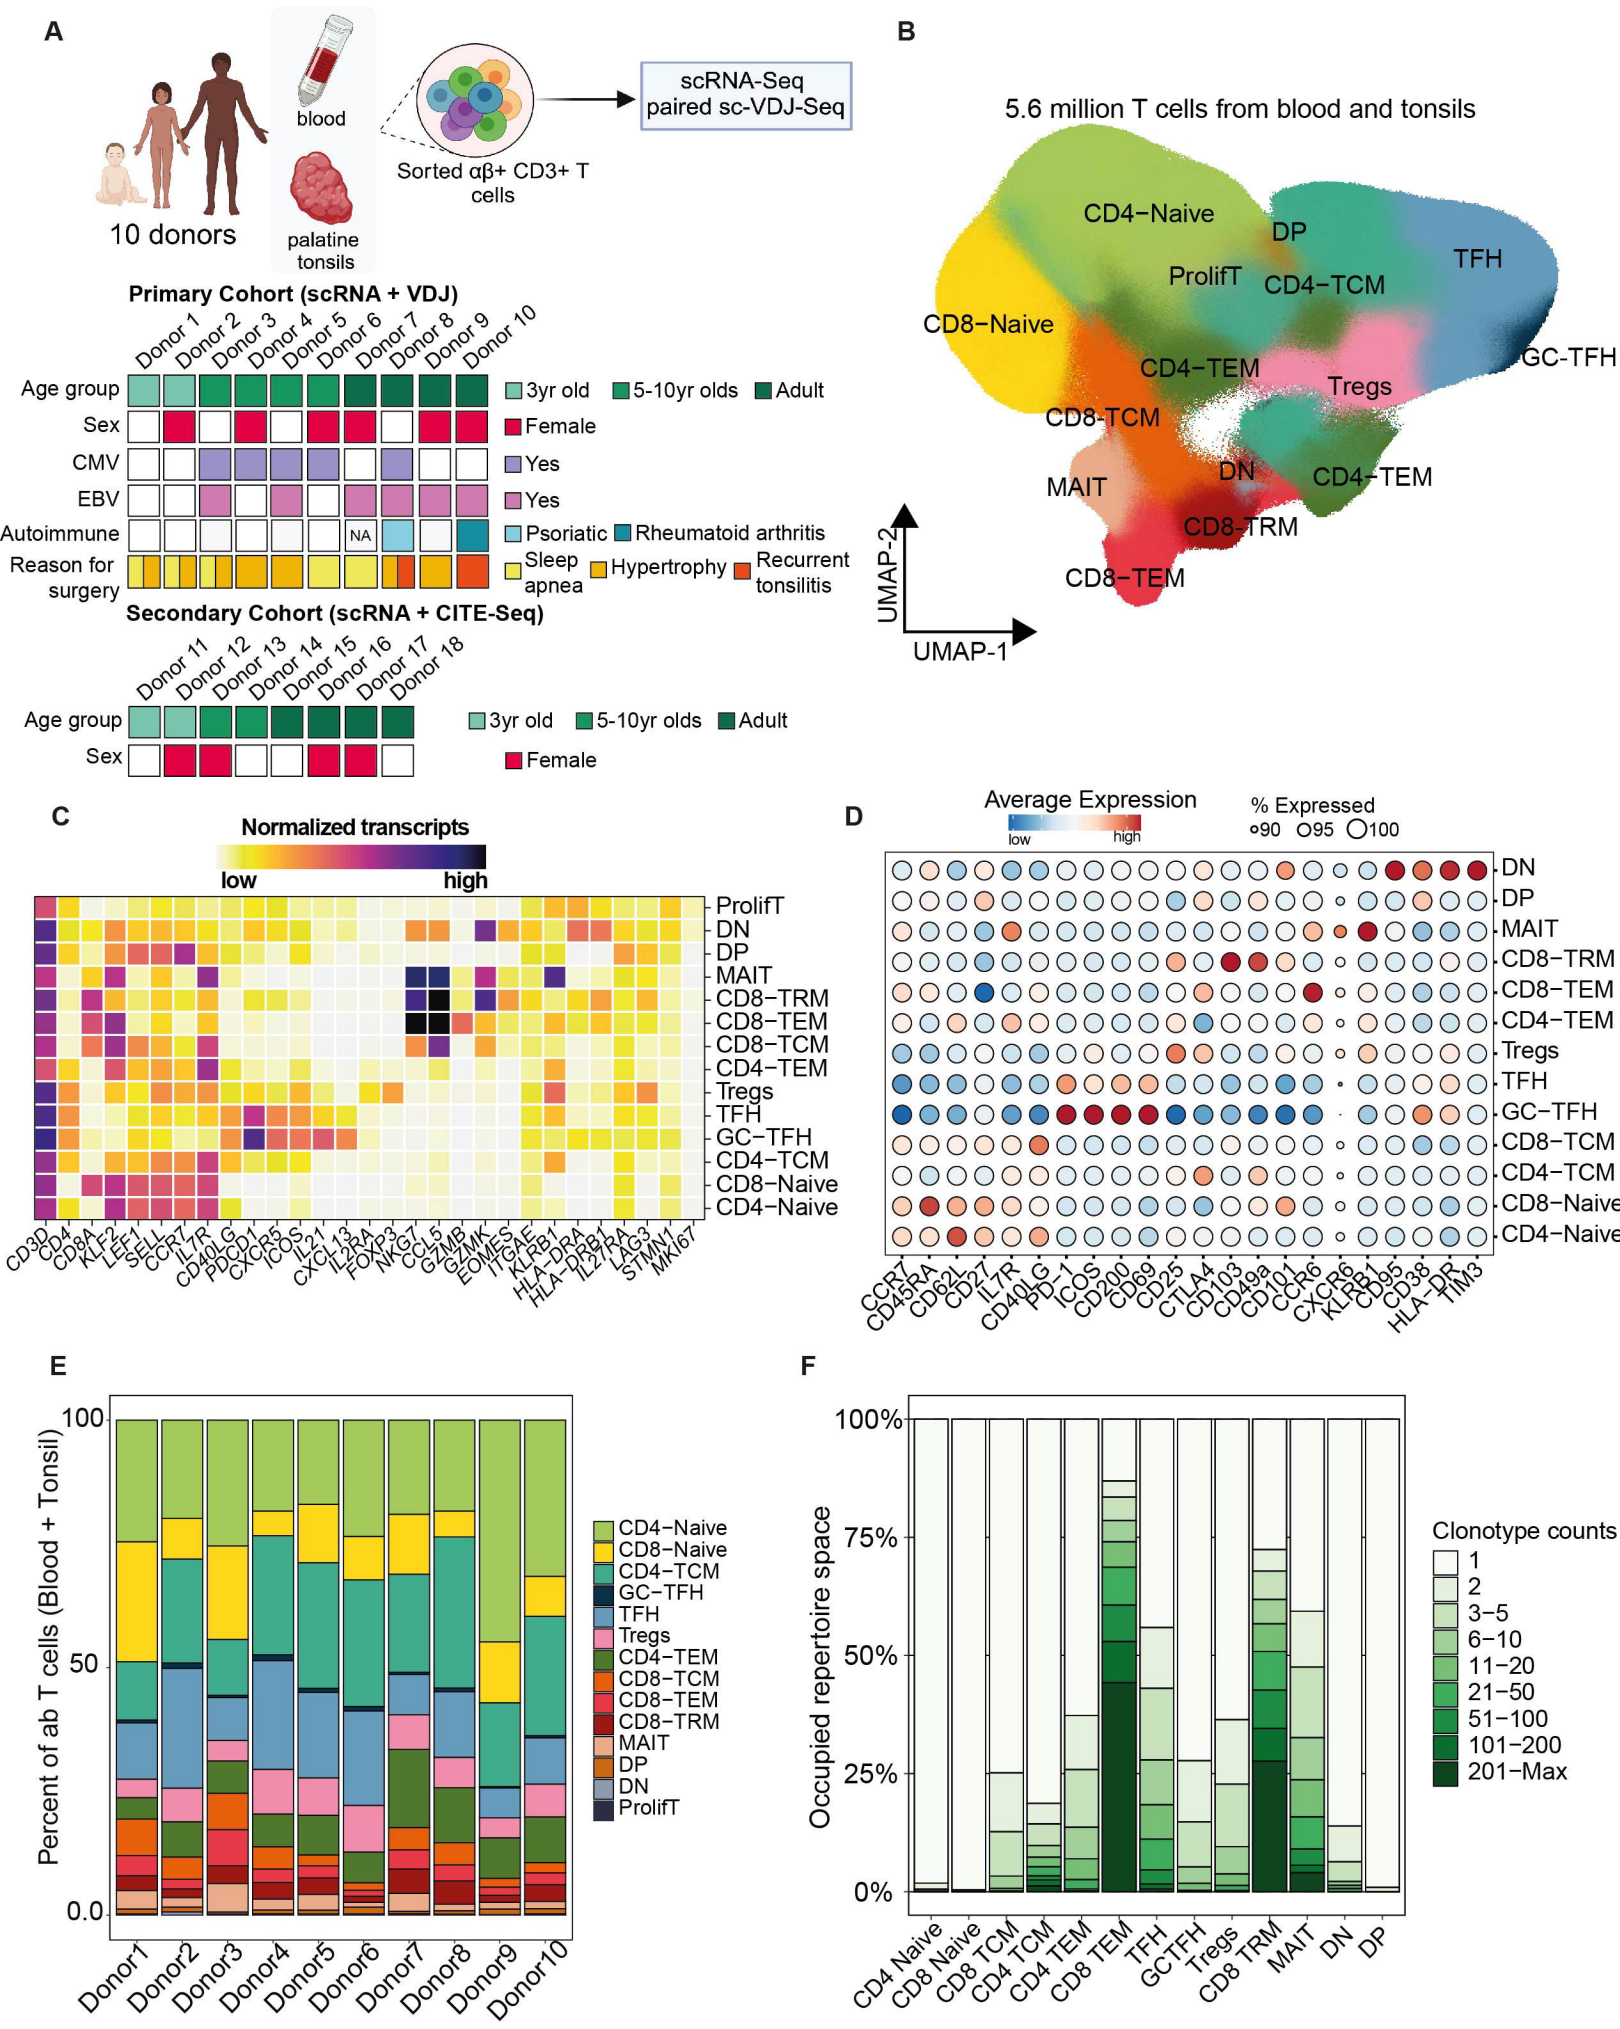 A
blood
palatine
tonsils
10 donors
Sorted αβ+ CD3+ T
cells
scRNA-Seq
paired sc-VDJ-Seq
Primary Cohort (scRNA + VDJ)
Donor 1
Donor 2
Donor 3
Donor 4
Donor 5
Donor 6
Donor 7
Donor 8
Donor 9
Donor 10
Age group
3yr old
5-10yr olds
Adult
Sex
Female
CMV
Yes
EBV
Yes
Autoimmune
NA
Psoriatic
Rheumatoid arthritis
Reason for
surgery
Sleep
apnea
Hypertrophy
Recurrent
tonsilitis
Secondary Cohort (scRNA + CITE-Seq)
Donor 11
Donor 12
Donor 13
Donor 14
Donor 15
Donor 16
Donor 17
Donor 18
Age group
3yr old
5-10yr olds
Adult
Sex
Female
B
5.6 million T cells from blood and tonsils
CD4−Naive
DP
TFH
ProlifT
CD4−TCM
CD8−Naive
GC-TFH
CD4−TEM
Tregs
CD8-TCM
DN
CD4−TEM
MAIT
CD8-TRM
CD8−TEM
UMAP-2
UMAP-1
C
Normalized transcripts
low
high
ProlifT
DN
DP
MAIT
CD8−TRM
CD8−TEM
CD8−TCM
CD4−TEM
Tregs
TFH
GC−TFH
CD4−TCM
CD8−Naive
CD4−Naive
CD3D
CD4
CD8A
KLF2
LEF1
SELL
CCR7
IL7R
CD40LG
PDCD1
CXCR5
ICOS
IL21
CXCL13
IL2RA
FOXP3
NKG7
CCL5
GZMB
GZMK
EOMES
ITGAE
KLRB1
HLA−DRA
HLA−DRB1
IL27RA
LAG3
STMN1
MKI67
D
Average Expression
low
high
% Expressed
90
95
100
DN
DP
MAIT
CD8−TRM
CD8−TEM
CD4−TEM
Tregs
TFH
GC−TFH
CD8−TCM
CD4−TCM
CD8−Naive
CD4−Naive
CCR7
CD45RA
CD62L
CD27
IL7R
CD40LG
PD-1
ICOS
CD200
CD69
CD25
CTLA4
CD103
CD49a
CD101
CCR6
CXCR6
KLRB1
CD95
CD38
HLA−DR
TIM3
E
Percent of ab T cells (Blood + Tonsil)
100
50
0.0
Donor1
Donor2
Donor3
Donor4
Donor5
Donor6
Donor7
Donor8
Donor9
Donor10
CD4−Naive
CD8−Naive
CD4−TCM
GC−TFH
TFH
Tregs
CD4−TEM
CD8−TCM
CD8−TEM
CD8−TRM
MAIT
DP
DN
ProlifT
F
Occupied repertoire space
100%
75%
50%
25%
0%
CD4 Naive
CD8 Naive
CD8 TCM
CD4 TCM
CD4 TEM
CD8 TEM
TFH
GCTFH
Tregs
CD8 TRM
MAIT
DN
DP
Clonotype counts
1
2
3−5
6−10
11−20
21−50
51−100
101−200
201−Max